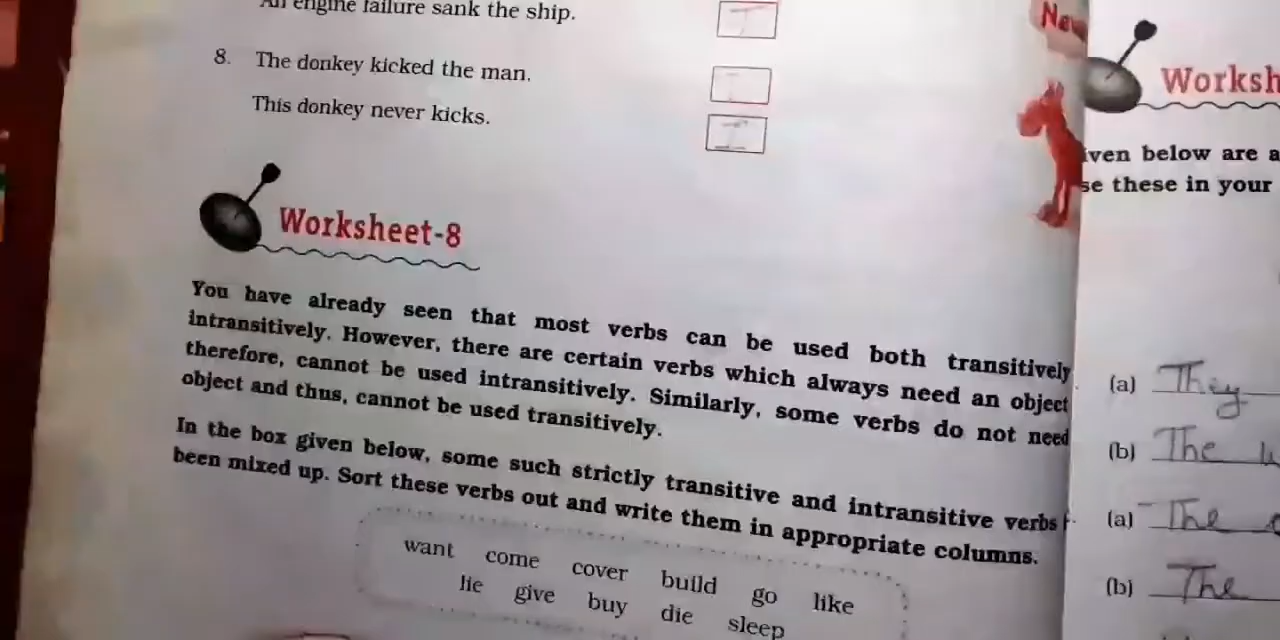 An engine failure sank the ship.
T
8. The donkey kicked the man.
This donkey never kicks.
I
Worksheet-8
You have already seen that most verbs can be used both transitively
intransitively. However, there are certain verbs which always need an object
therefore, cannot be used intransitively. Similarly, some verbs do not need
object and thus, cannot be used transitively.
In the box given below, some such strictly transitive and intransitive verbs
been mixed up. Sort these verbs out and write them in appropriate columns.
want come cover build go like
lie give buy die sleep
New
Worksh
iven below are a
se these in your
(a) They
(b) The
(a) The
(b) The